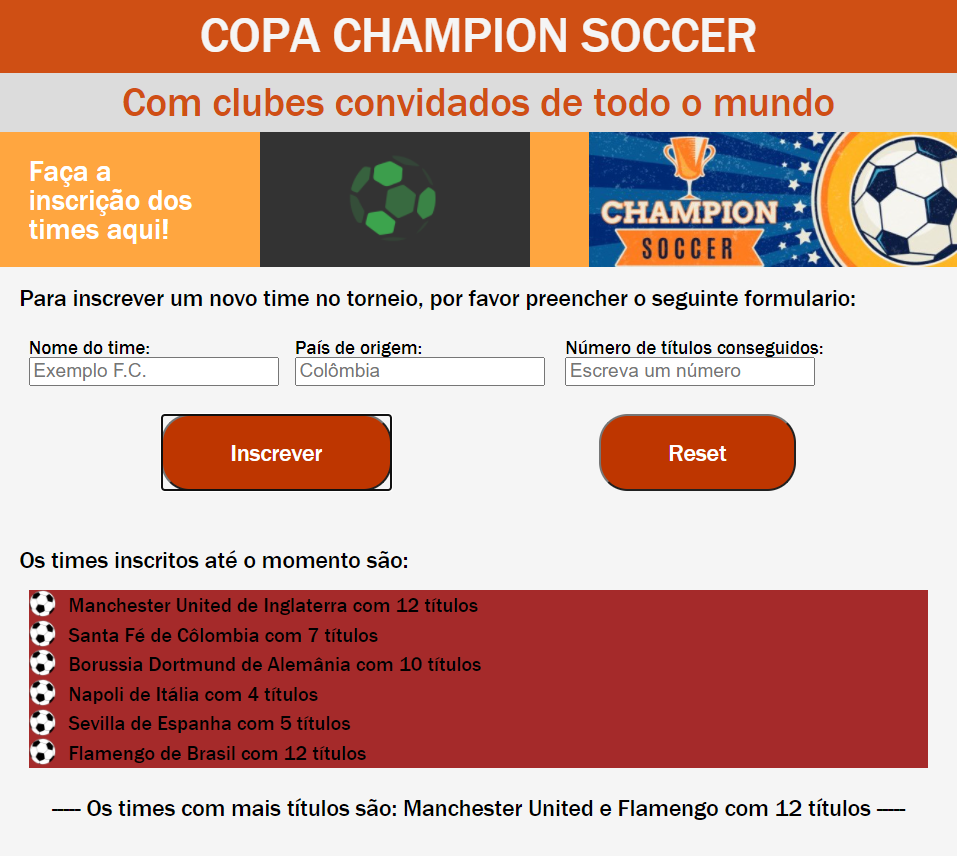 COPA CHAMPION SOCCER
Com clubes convidados de todo o mundo
Faça a
inscrição dos
times aqui!
CHAMPION
SOCCER
Para inscrever um novo time no torneio, por favor preencher o seguinte formulario:
Nome do time: País de origem: Número de títulos conseguidos:
Exemplo F.C. Colômbia Escreva um número
Inscrever Reset
Os times inscritos até o momento são:
Manchester United de Inglaterra com 12 títulos
Santa Fé de Côlombia com 7 títulos
Borussia Dortmund de Alemânia com 10 títulos
Napoli de Itália com 4 títulos
Sevilla de Espanha com 5 títulos
Flamengo de Brasil com 12 títulos
----- Os times com mais títulos são: Manchester United e Flamengo com 12 títulos -----